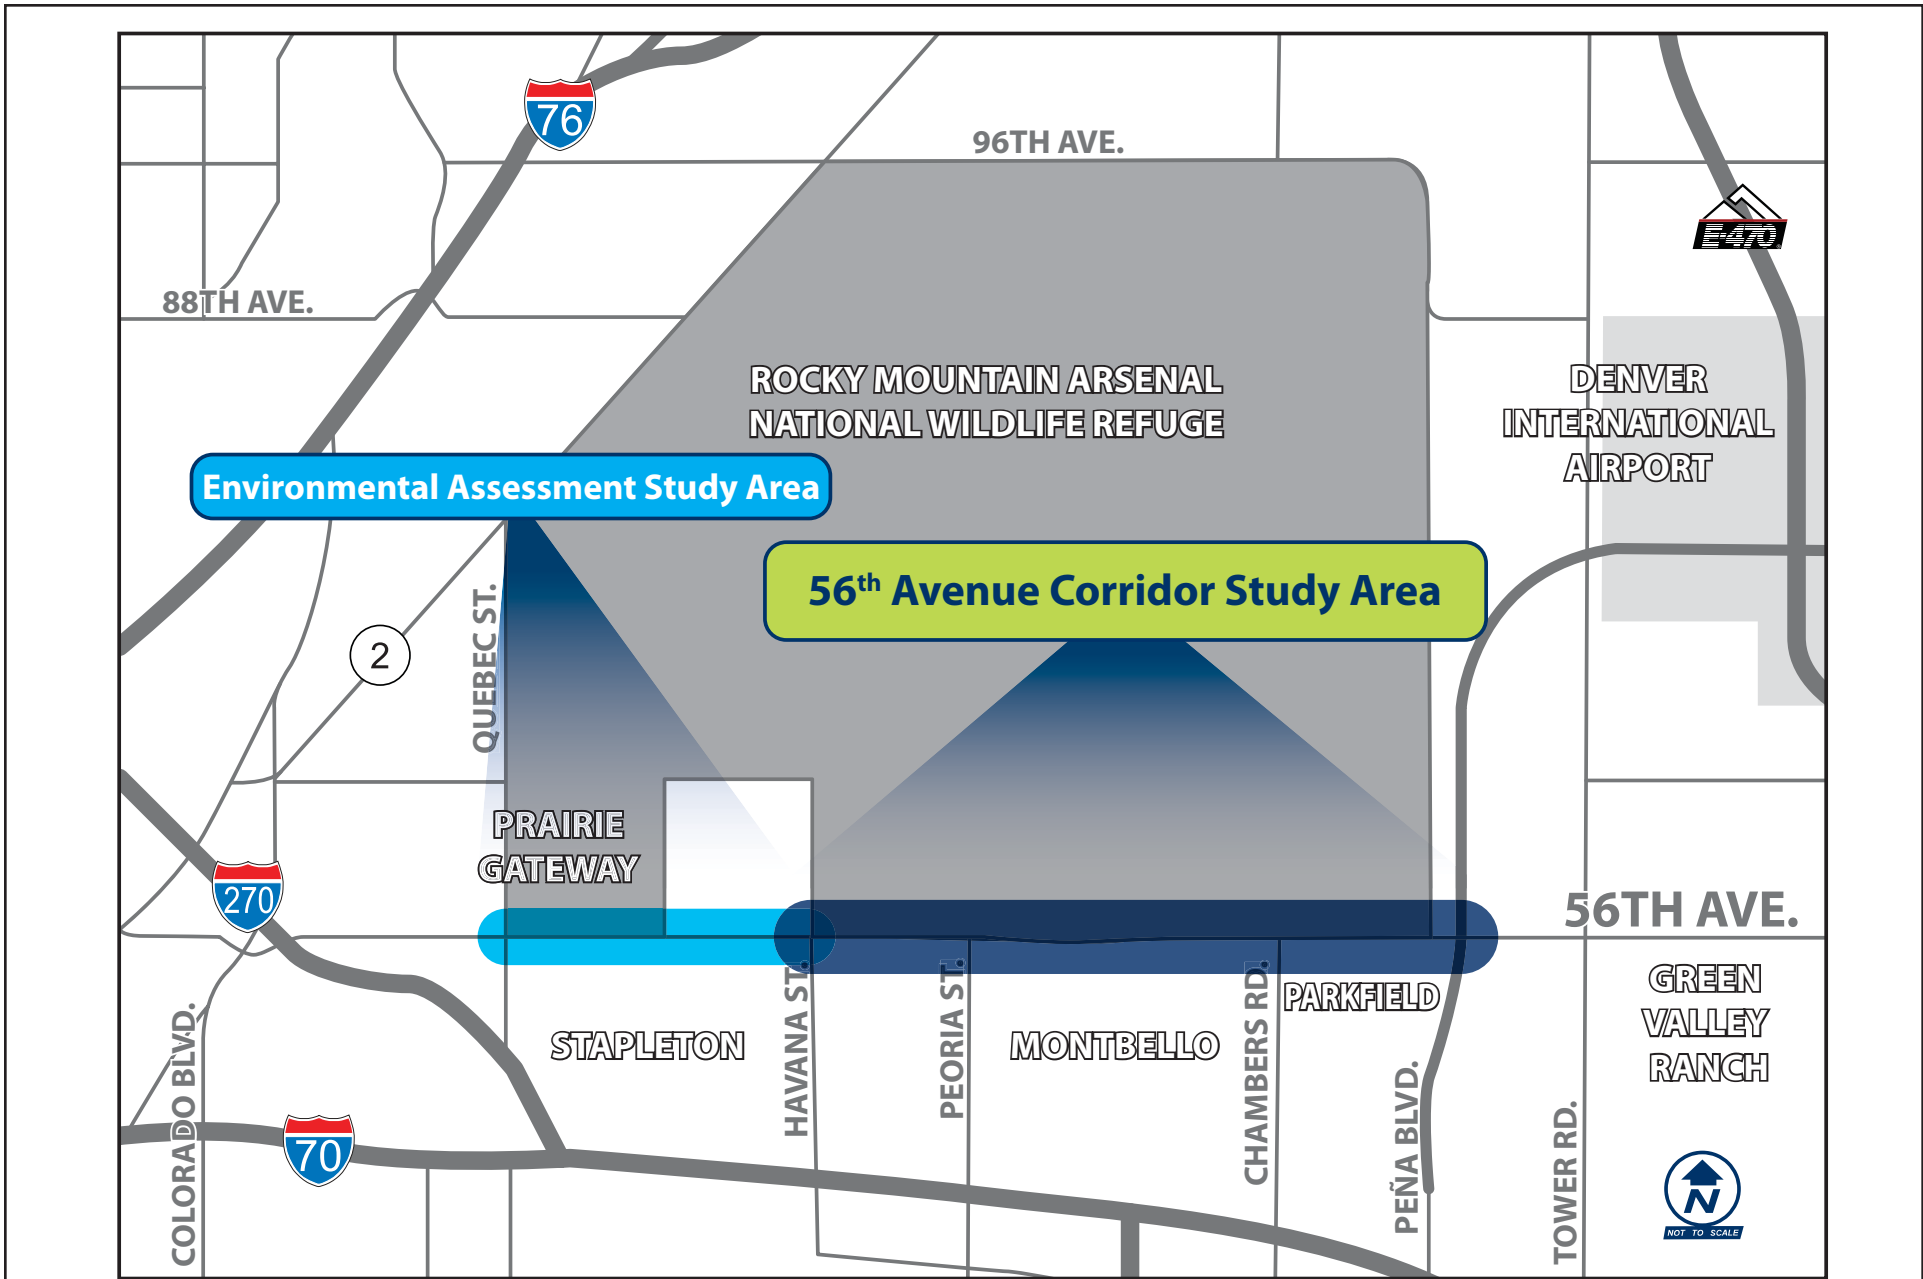 76
96TH AVE.
E-470
88TH AVE.
ROCKY MOUNTAIN ARSENAL
NATIONAL WILDLIFE REFUGE
DENVER
INTERNATIONAL
AIRPORT
Environmental Assessment Study Area
56th Avenue Corridor Study Area
QUEBEC ST.
2
PRAIRIE
GATEWAY
270
56TH AVE.
HAVANA ST.
PEORIA ST.
CHAMBERS RD.
PARKFIELD
GREEN
VALLEY
RANCH
STAPLETON
MONTBELLO
COLORADO BLVD.
70
PEÑA BLVD.
TOWER RD.
N
NOT TO SCALE